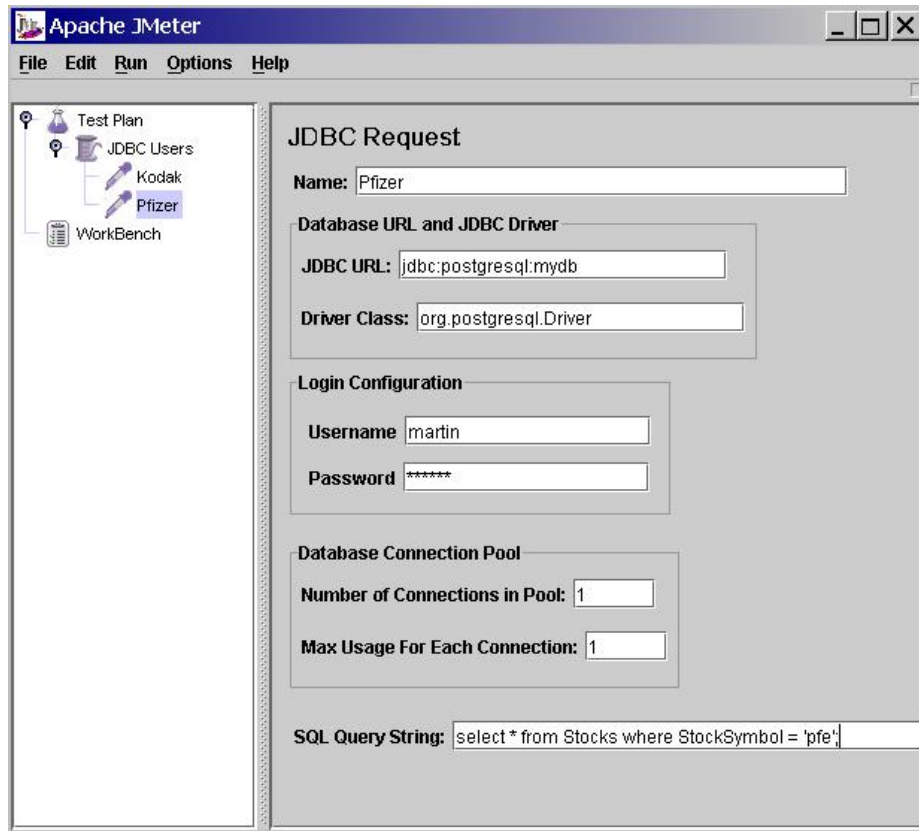 Apache JMeter
File Edit Run Options Help
Test Plan
JDBC Users
Kodak
Pfizer
WorkBench
JDBC Request
Name: Pfizer
Database URL and JDBC Driver
JDBC URL: jdbc:postgresql:mydb
Driver Class: org.postgresql.Driver
Login Configuration
Username martin
Password ******
Database Connection Pool
Number of Connections in Pool: 1
Max Usage For Each Connection: 1
SQL Query String: select * from Stocks where StockSymbol = 'pfe';